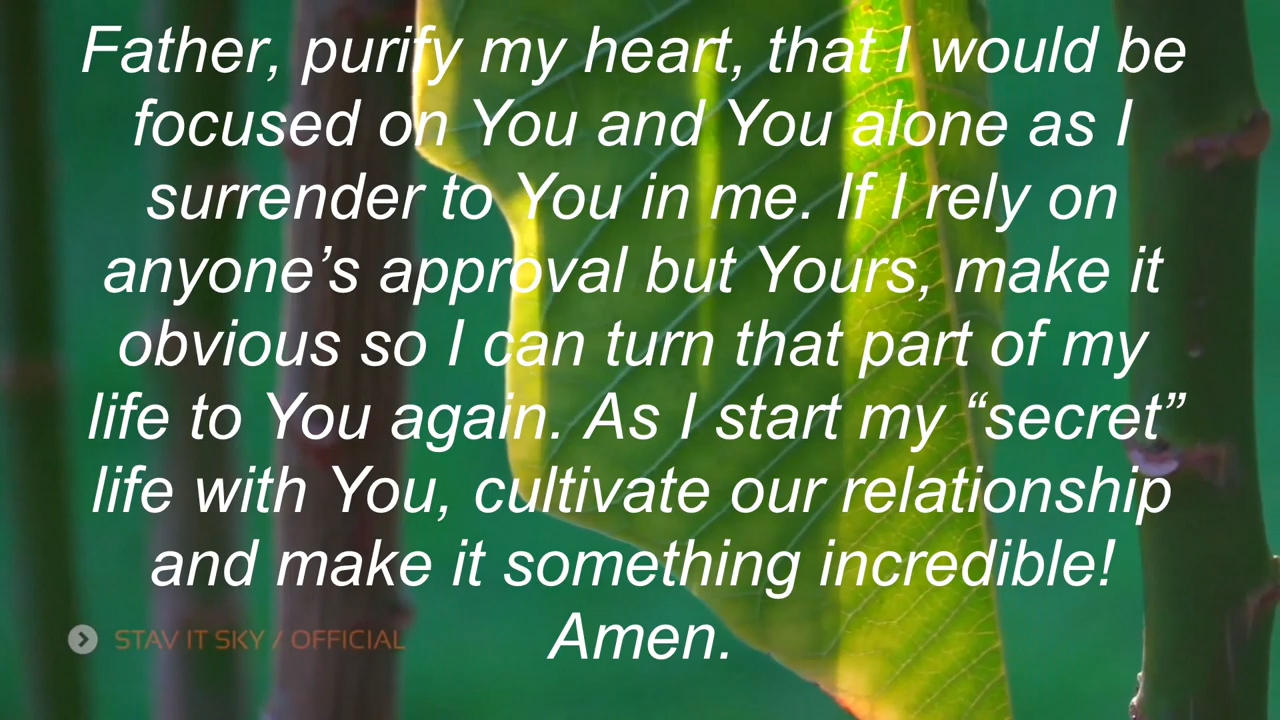 Father, purify my heart, that I would be
focused on You and You alone as I
surrender to You in me. If I rely on
anyone’s approval but Yours, make it
obvious so I can turn that part of my
life to You again. As I start my “secret”
life with You, cultivate our relationship
and make it something incredible!
Amen.
STAV IT SKY / OFFICIAL